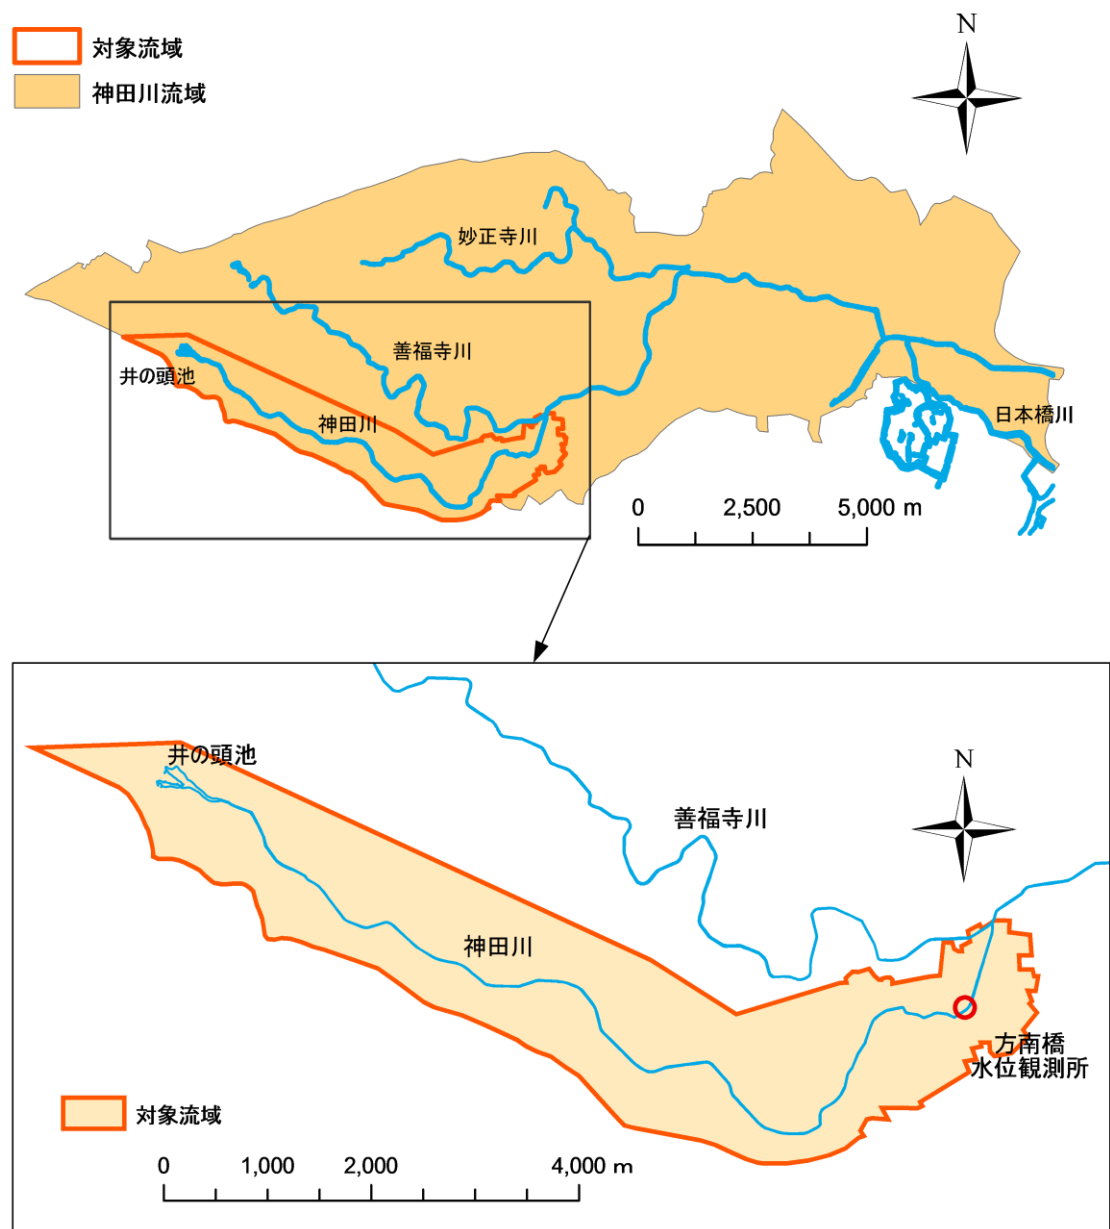 N
対象流域
神田川流域
妙正寺川
善福寺川
井の頭池
神田川
日本橋川
0 2,500 5,000 m
井の頭池
N
善福寺川
神田川
方南橋
水位観測所
対象流域
0 1,000 2,000 4,000 m